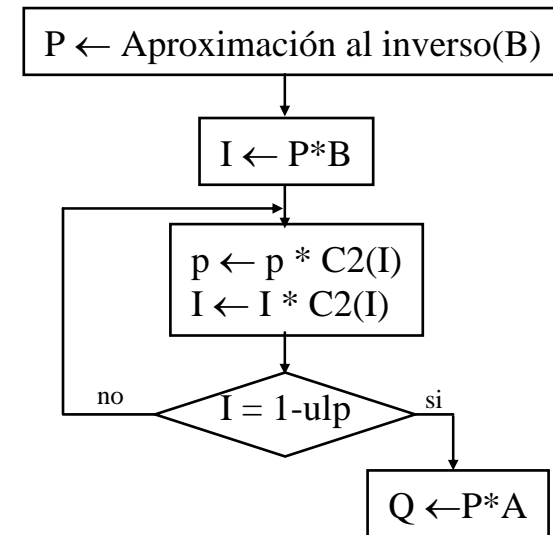 P ← Aproximación al inverso(B)
I ← P*B
p ← p * C2(I)
I ← I * C2(I)
no
I = 1-ulp
si
Q ←P*A